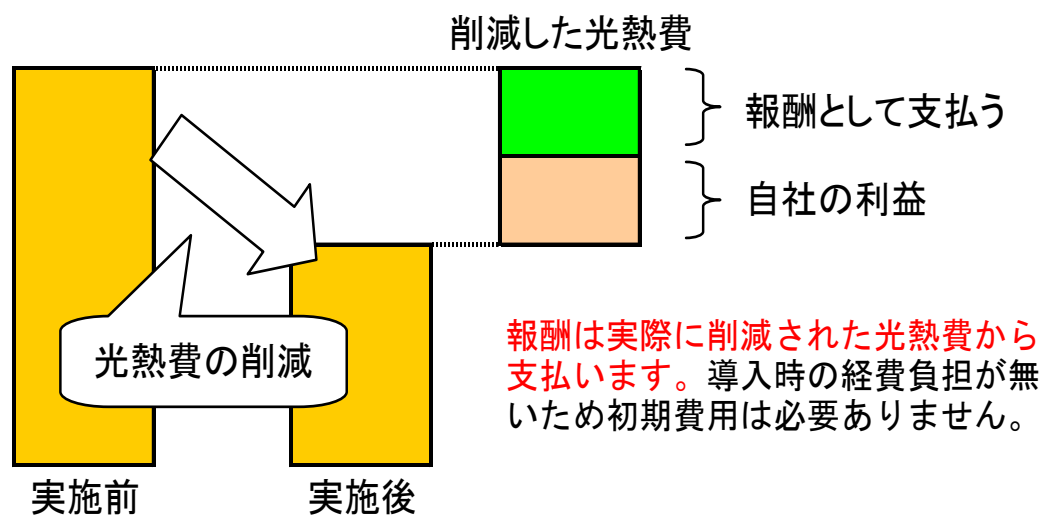 削減した光熱費
報酬として支払う
自社の利益
光熱費の削減
報酬は実際に削減された光熱費から
支払います。導入時の経費負担が無
いため初期費用は必要ありません。
実施前
実施後